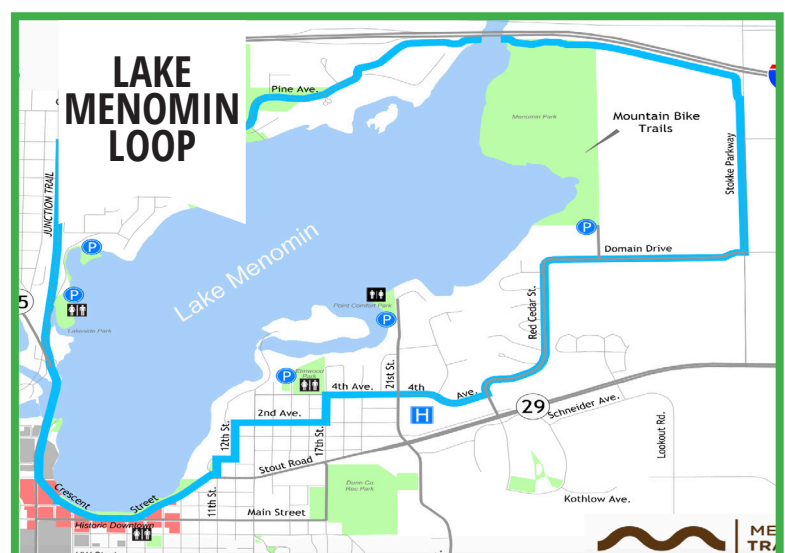 LAKE
MENOMIN
LOOP
Pine Ave.
Menomin Park
Mountain Bike
Trails
Stokke Parkway
JUNCTION TRAIL
P
P
Domain Drive
Lake Menomin
5
P
Point Comfort Park
Lakeside Park
P
Red Cedar St.
Elmwood
Park
P
4th Ave.
21st St.
4th
Ave.
2nd Ave.
12th St.
17th St.
H
29
Schneider Ave.
Lookout Rd.
Stout Road
Crescent
Street
11th St.
Main Street
Dunn Co
Rec Park
Kothlow Ave.
Historic Downtown
ME
TRA